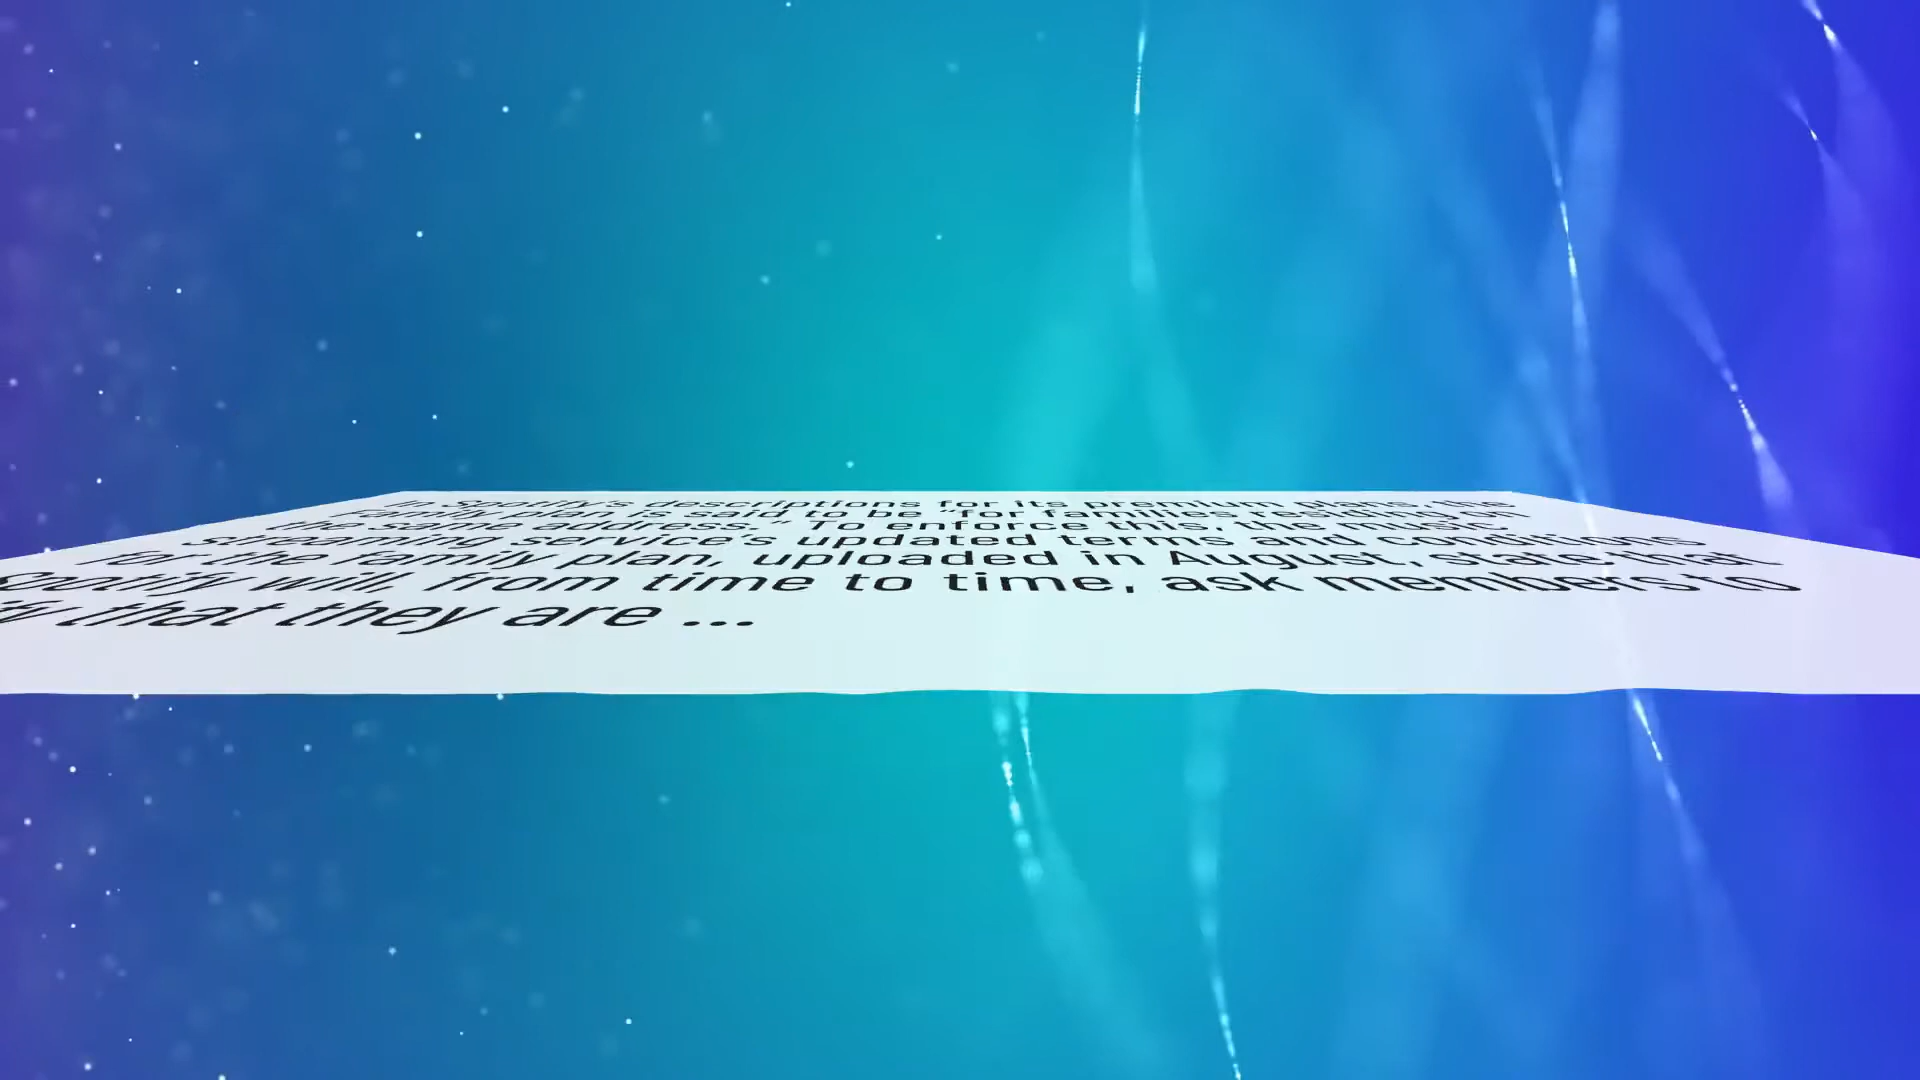 In Spotify's descriptions for its premium plans, the
Family plan is said to be "for families residing at
the same address." To enforce this, the music
streaming service's updated terms and conditions
for the family plan, uploaded in August, state that
Spotify will, from time to time, ask members to
that they are ...